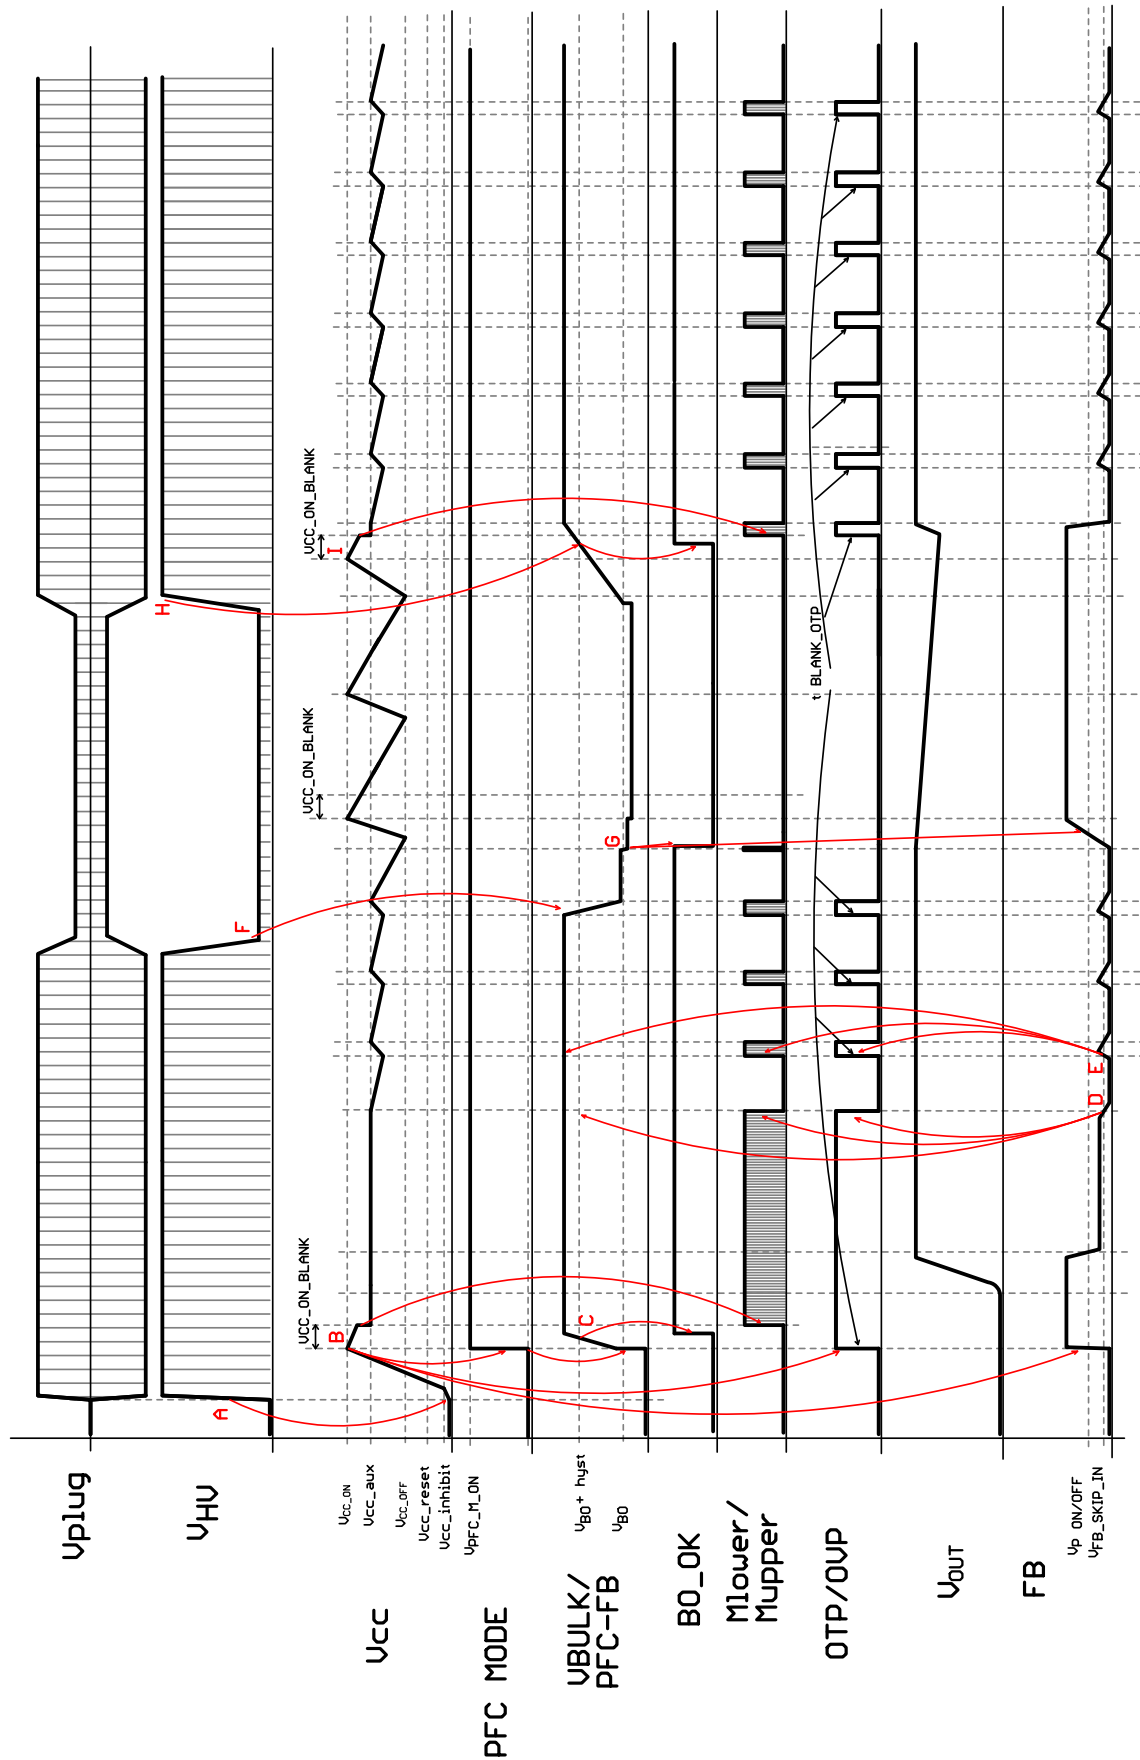 Vplug
VHV
VCC_ON
Vcc_aux
VCC_OFF
Vcc_reset
Vcc_inhibit
Vcc
VPFC_M_ON
PFC MODE
VBO+ hyst
VBO
VBULK/
PFC-FB
BO_OK
Mlower/
Mupper
OTP/OVP
VOUT
VP ON/OFF
VFB_SKIP_IN
FB
A
B
VCC_ON_BLANK
C
D
E
F
G
VCC_ON_BLANK
t BLANK_OTP
H
I
VCC_ON_BLANK